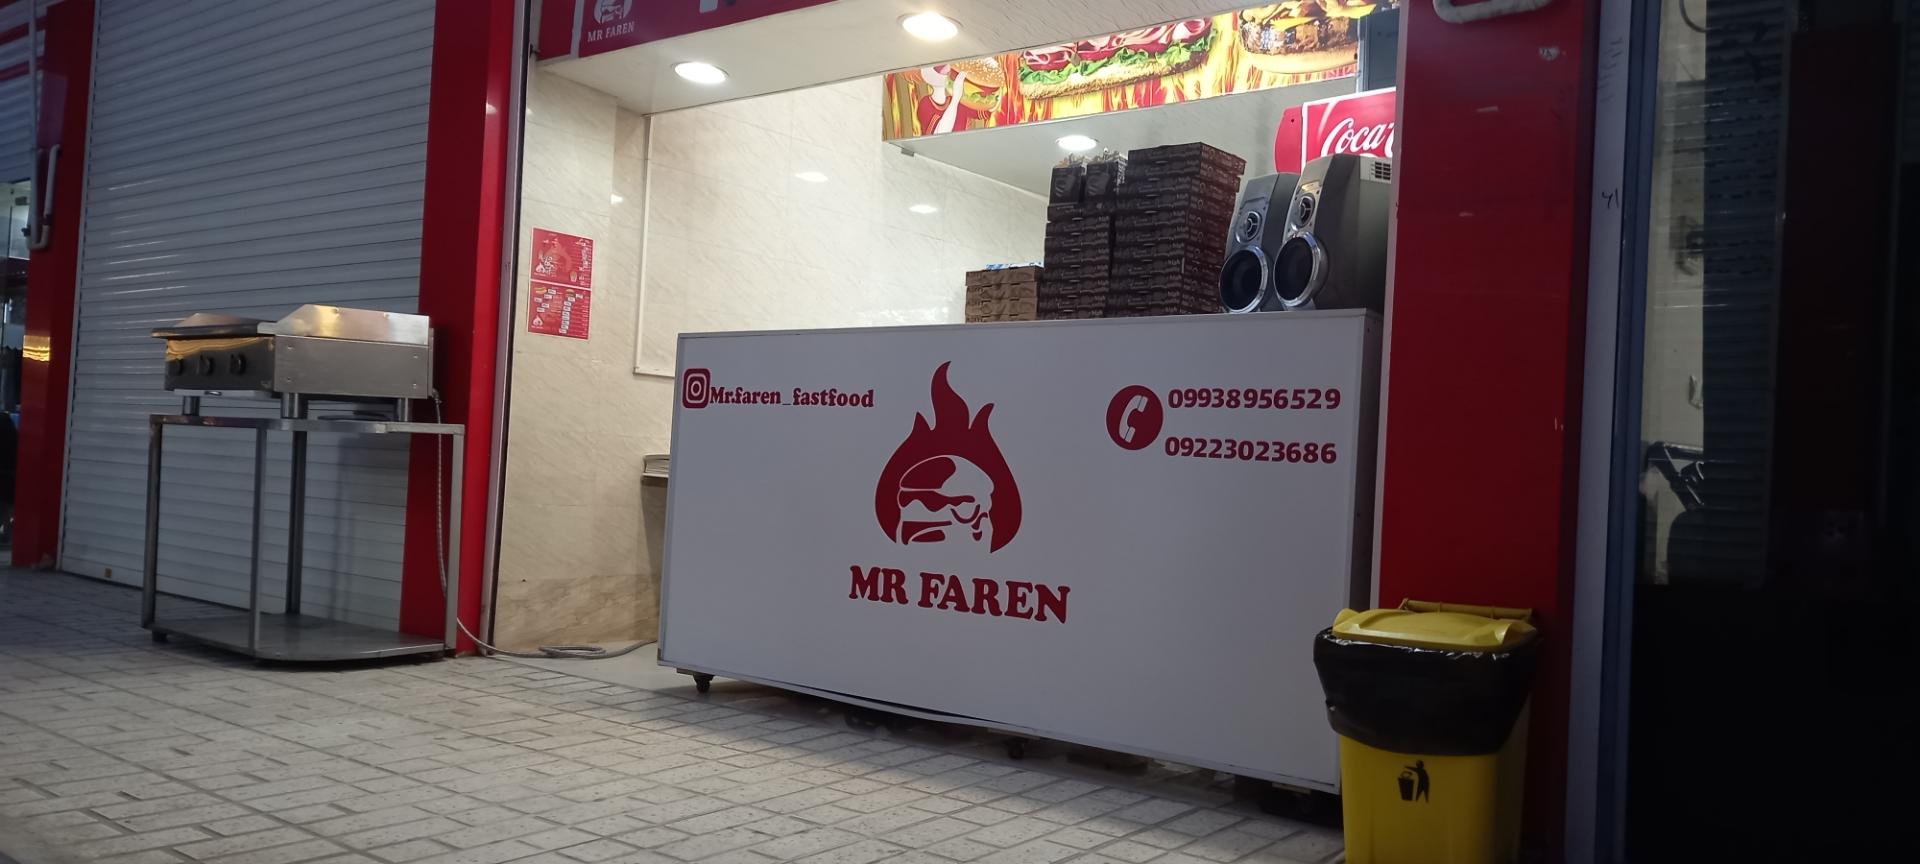 MR FAREN
Coca-
Mr.faren_fastfood
09938956529
09223023686
MR FAREN